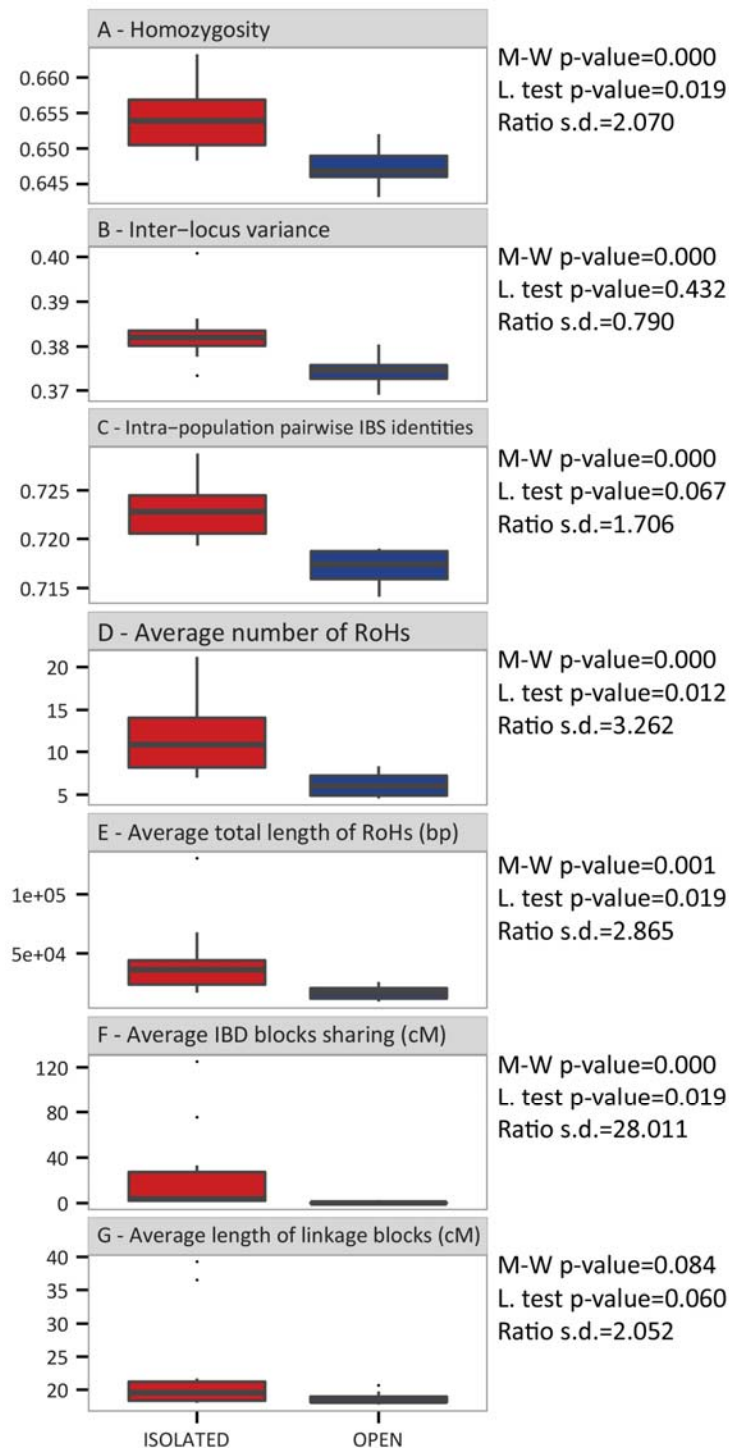 A - Homozygosity
0.660
0.655
0.650
0.645
M-W p-value=0.000
L. test p-value=0.019
Ratio s.d.=2.070
B - Inter-locus variance
0.40
0.39
0.38
0.37
M-W p-value=0.000
L. test p-value=0.432
Ratio s.d.=0.790
C - Intra-population pairwise IBS identities
0.725
0.720
0.715
M-W p-value=0.000
L. test p-value=0.067
Ratio s.d.=1.706
D - Average number of RoHs
20
15
10
5
M-W p-value=0.000
L. test p-value=0.012
Ratio s.d.=3.262
E - Average total length of RoHs (bp)
1e+05
5e+04
M-W p-value=0.001
L. test p-value=0.019
Ratio s.d.=2.865
F - Average IBD blocks sharing (cM)
120
80
40
0
M-W p-value=0.000
L. test p-value=0.019
Ratio s.d.=28.011
G - Average length of linkage blocks (cM)
40
35
30
25
20
M-W p-value=0.084
L. test p-value=0.060
Ratio s.d.=2.052
ISOLATED OPEN